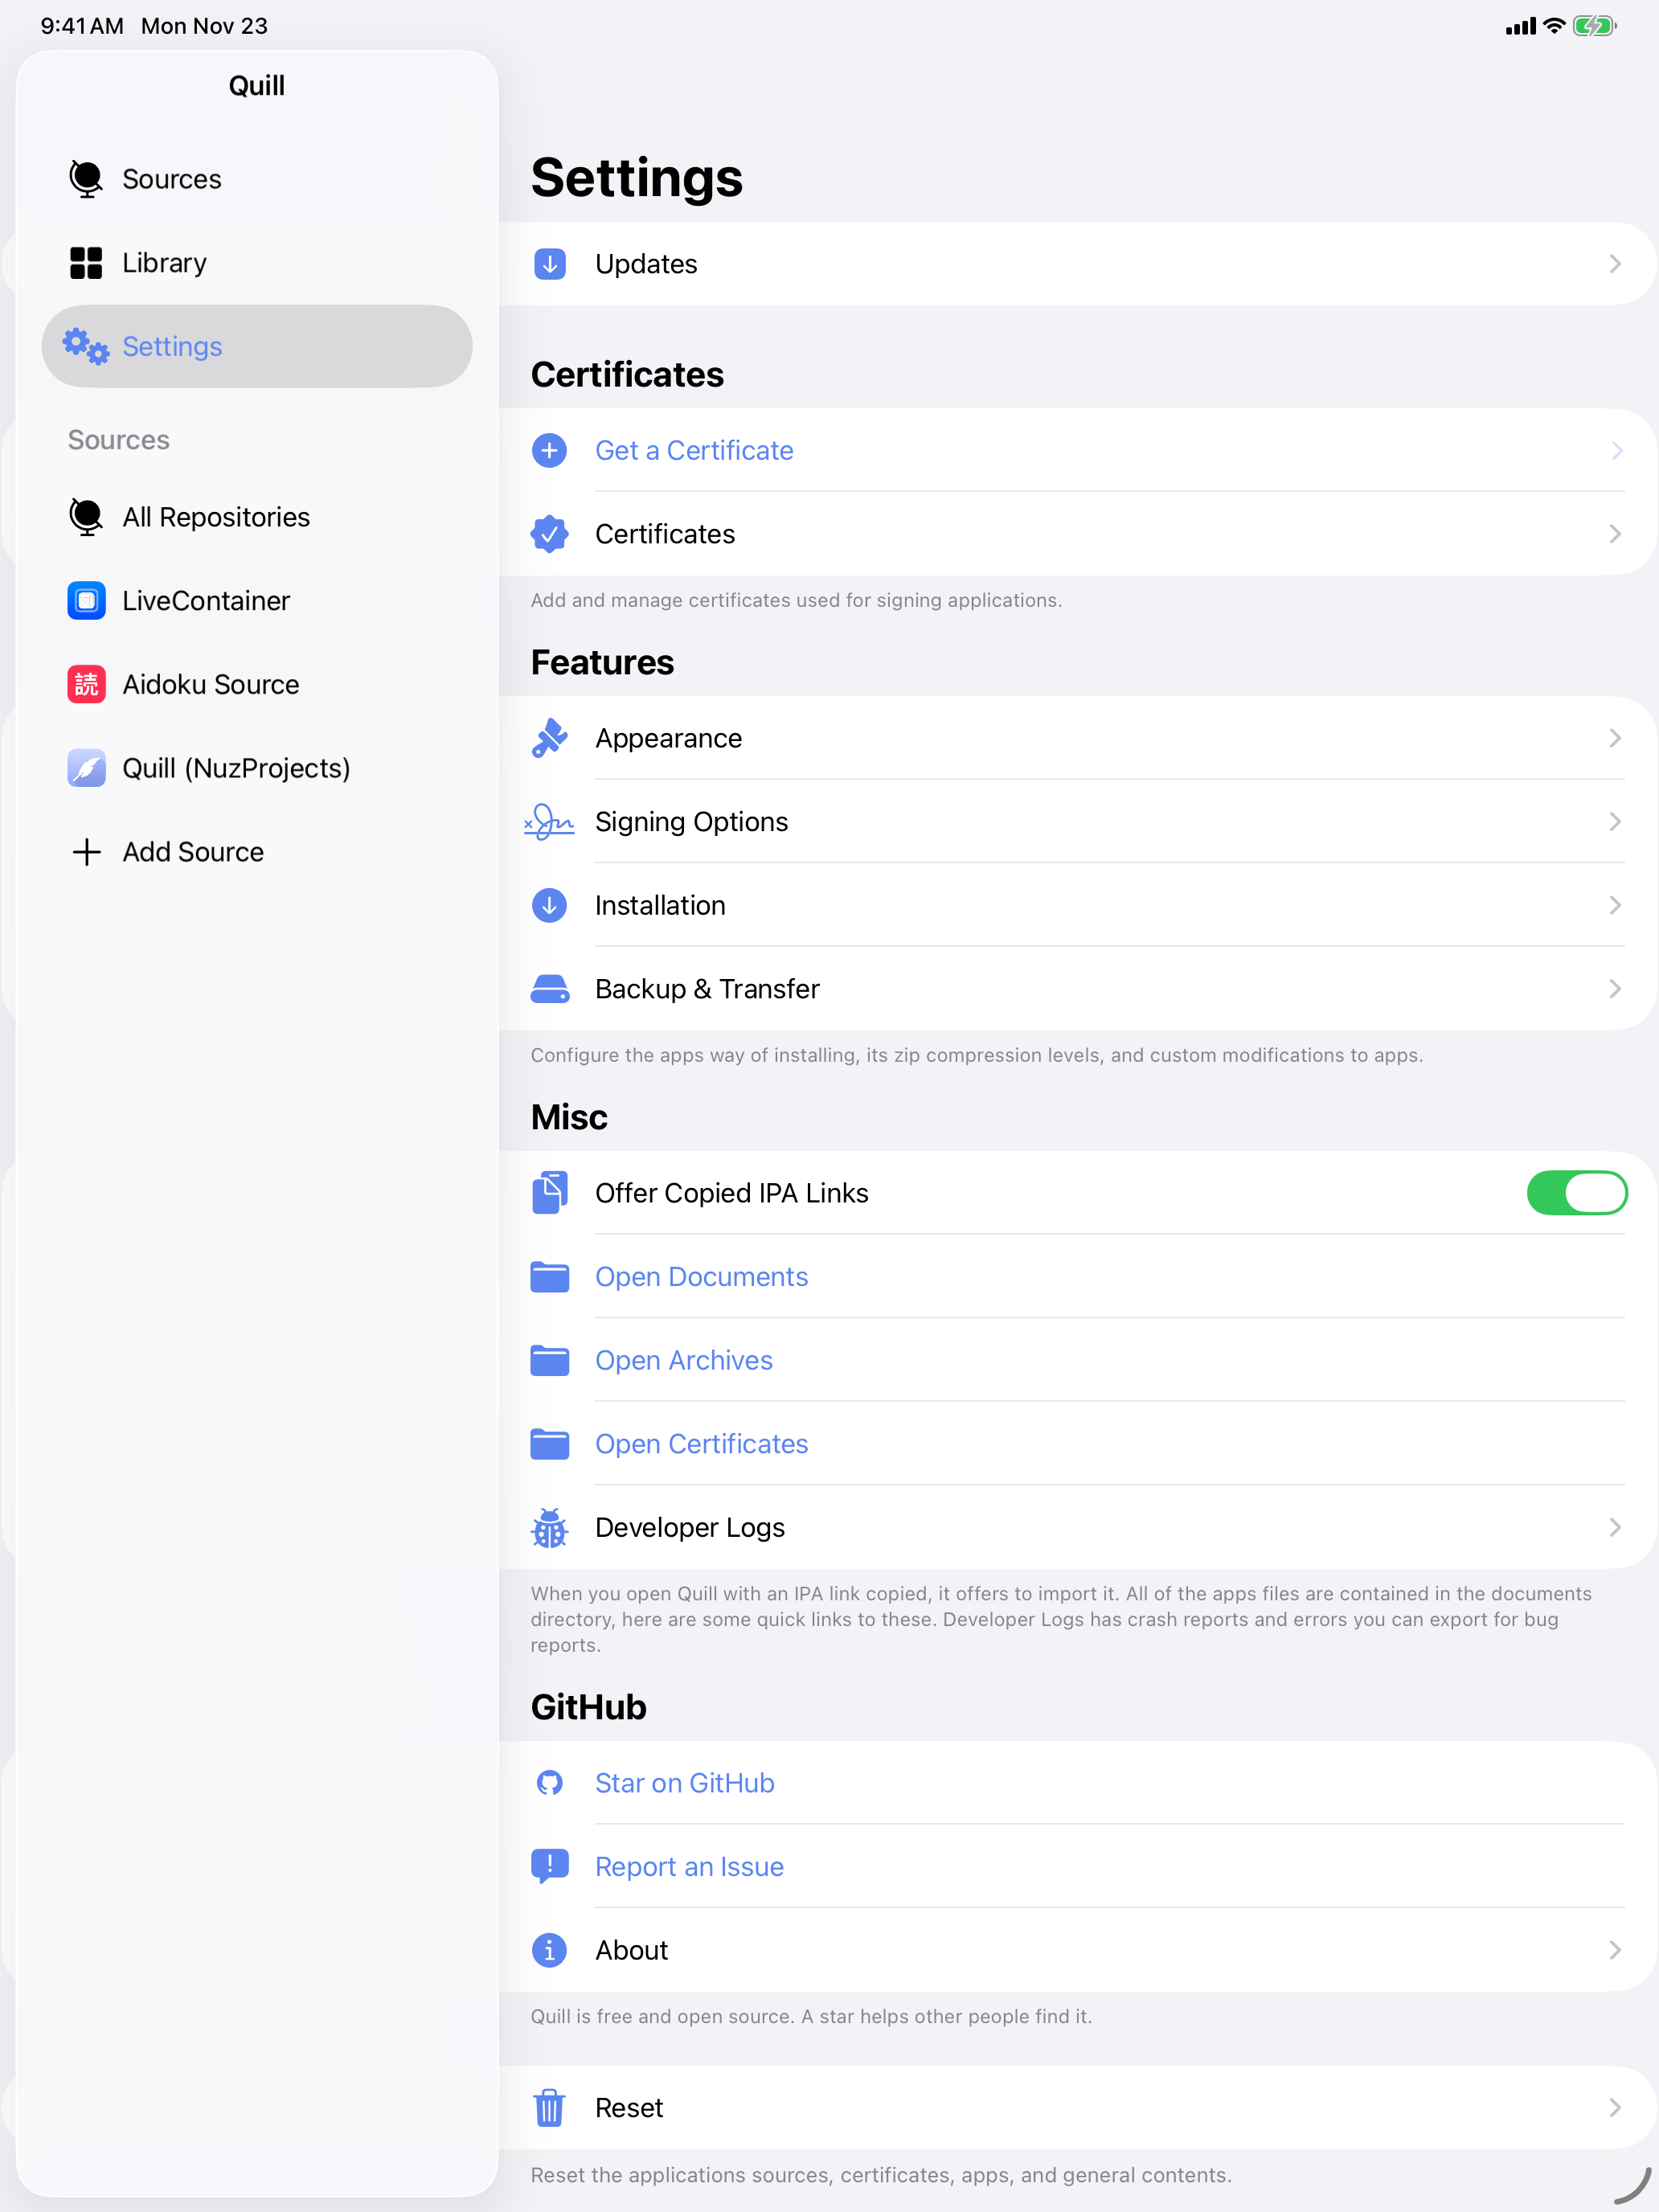 9:41 AM Mon Nov 23
Quill
Sources
Library
Settings
Sources
All Repositories
LiveContainer
読 Aidoku Source
Quill (NuzProjects)
Add Source
Settings
Updates
Certificates
Get a Certificate
Certificates
Add and manage certificates used for signing applications.
Features
Appearance
Signing Options
Installation
Backup & Transfer
Configure the apps way of installing, its zip compression levels, and custom modifications to apps.
Misc
Offer Copied IPA Links
Open Documents
Open Archives
Open Certificates
Developer Logs
When you open Quill with an IPA link copied, it offers to import it. All of the apps files are contained in the documents
directory, here are some quick links to these. Developer Logs has crash reports and errors you can export for bug
reports.
GitHub
Star on GitHub
Report an Issue
About
Quill is free and open source. A star helps other people find it.
Reset
Reset the applications sources, certificates, apps, and general contents.